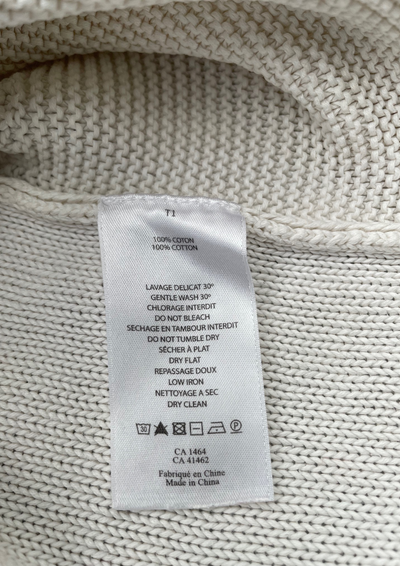 T1
100% COTON
100% COTTON
LAVAGE DELICAT 30°
GENTLE WASH 30°
CHLORAGE INTERDIT
DO NOT BLEACH
SECHAGE EN TAMBOUR INTERDIT
DO NOT TUMBLE DRY
SÉCHER À PLAT
DRY FLAT
REPASSAGE DOUX
LOW IRON
NETTOYAGE A SEC
DRY CLEAN
30 P
CA 1464
CA 41462
Fabriqué en Chine
Made in China